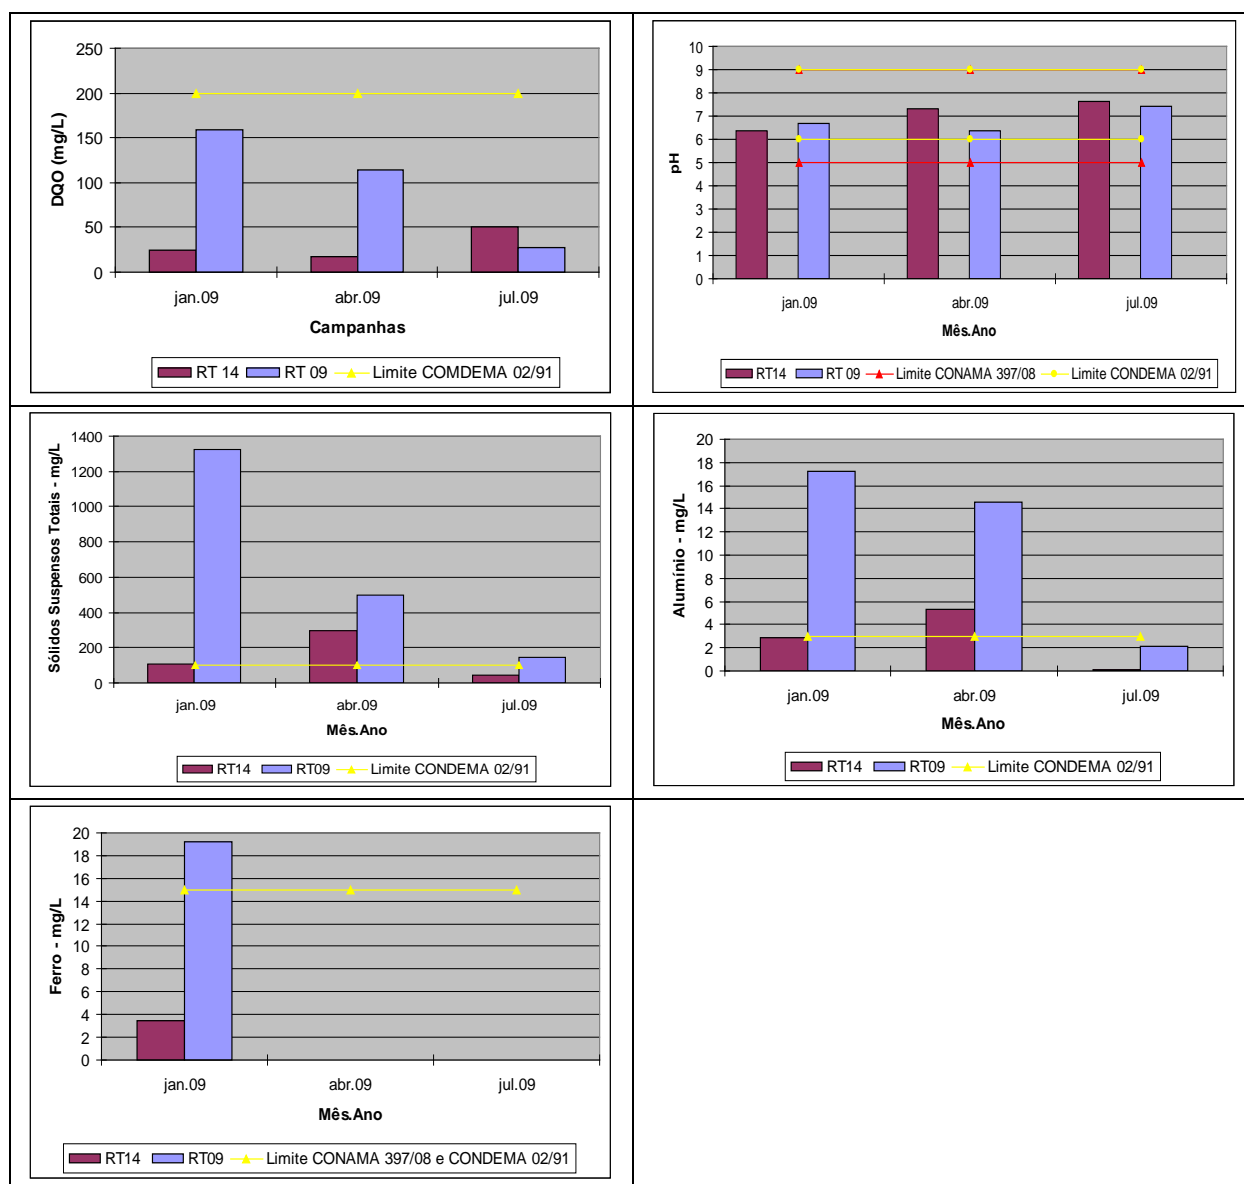 250
200
150
100
50
0
DQO (mg/L)
jan.09 abr.09 jul.09
Campanhas
RT 14 RT 09 Limite COMDEMA 02/91
10
9
8
7
6
5
4
3
2
1
0
pH
jan.09 abr.09 jul.09
Mês.Ano
RT14 RT 09 Limite CONAMA 397/08 Limite CONDEMA 02/91
1400
1200
1000
800
600
400
200
0
Sólidos Suspensos Totais - mg/L
jan.09 abr.09 jul.09
Mês.Ano
RT14 RT09 Limite CONDEMA 02/91
20
18
16
14
12
10
8
6
4
2
0
Alumínio - mg/L
jan.09 abr.09 jul.09
Mês.Ano
RT14 RT09 Limite CONDEMA 02/91
20
18
16
14
12
10
8
6
4
2
0
Ferro - mg/L
jan.09 abr.09 jul.09
Mês.Ano
RT14 RT09 Limite CONAMA 397/08 e CONDEMA 02/91